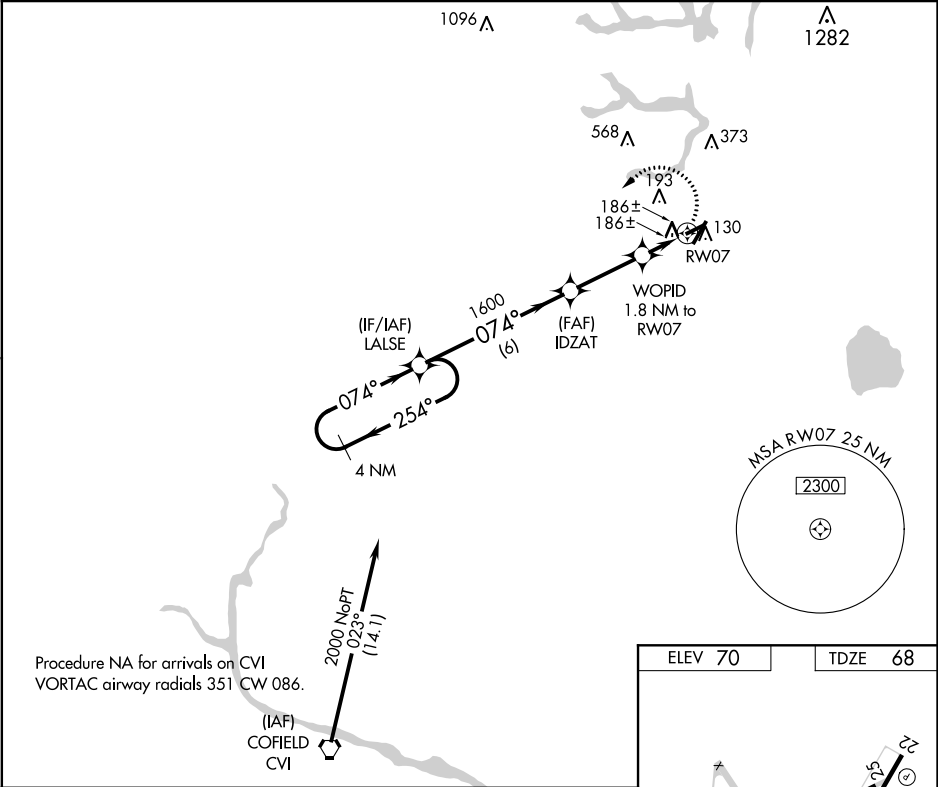 1096
1282
568
373
193
186±
186±
130
RW07
WOPID
1.8 NM to
RW07
1600
074°
(6)
(FAF)
IDZAT
(IF/IAF)
LALSE
074°
254°
4 NM
MSA RW07 25 NM
2300
2000 NoPT
023°
(14.1)
Procedure NA for arrivals on CVI
VORTAC airway radials 351 CW 086.
(IAF)
COFIELD
CVI
ELEV 70
TDZE 68
22
25
P